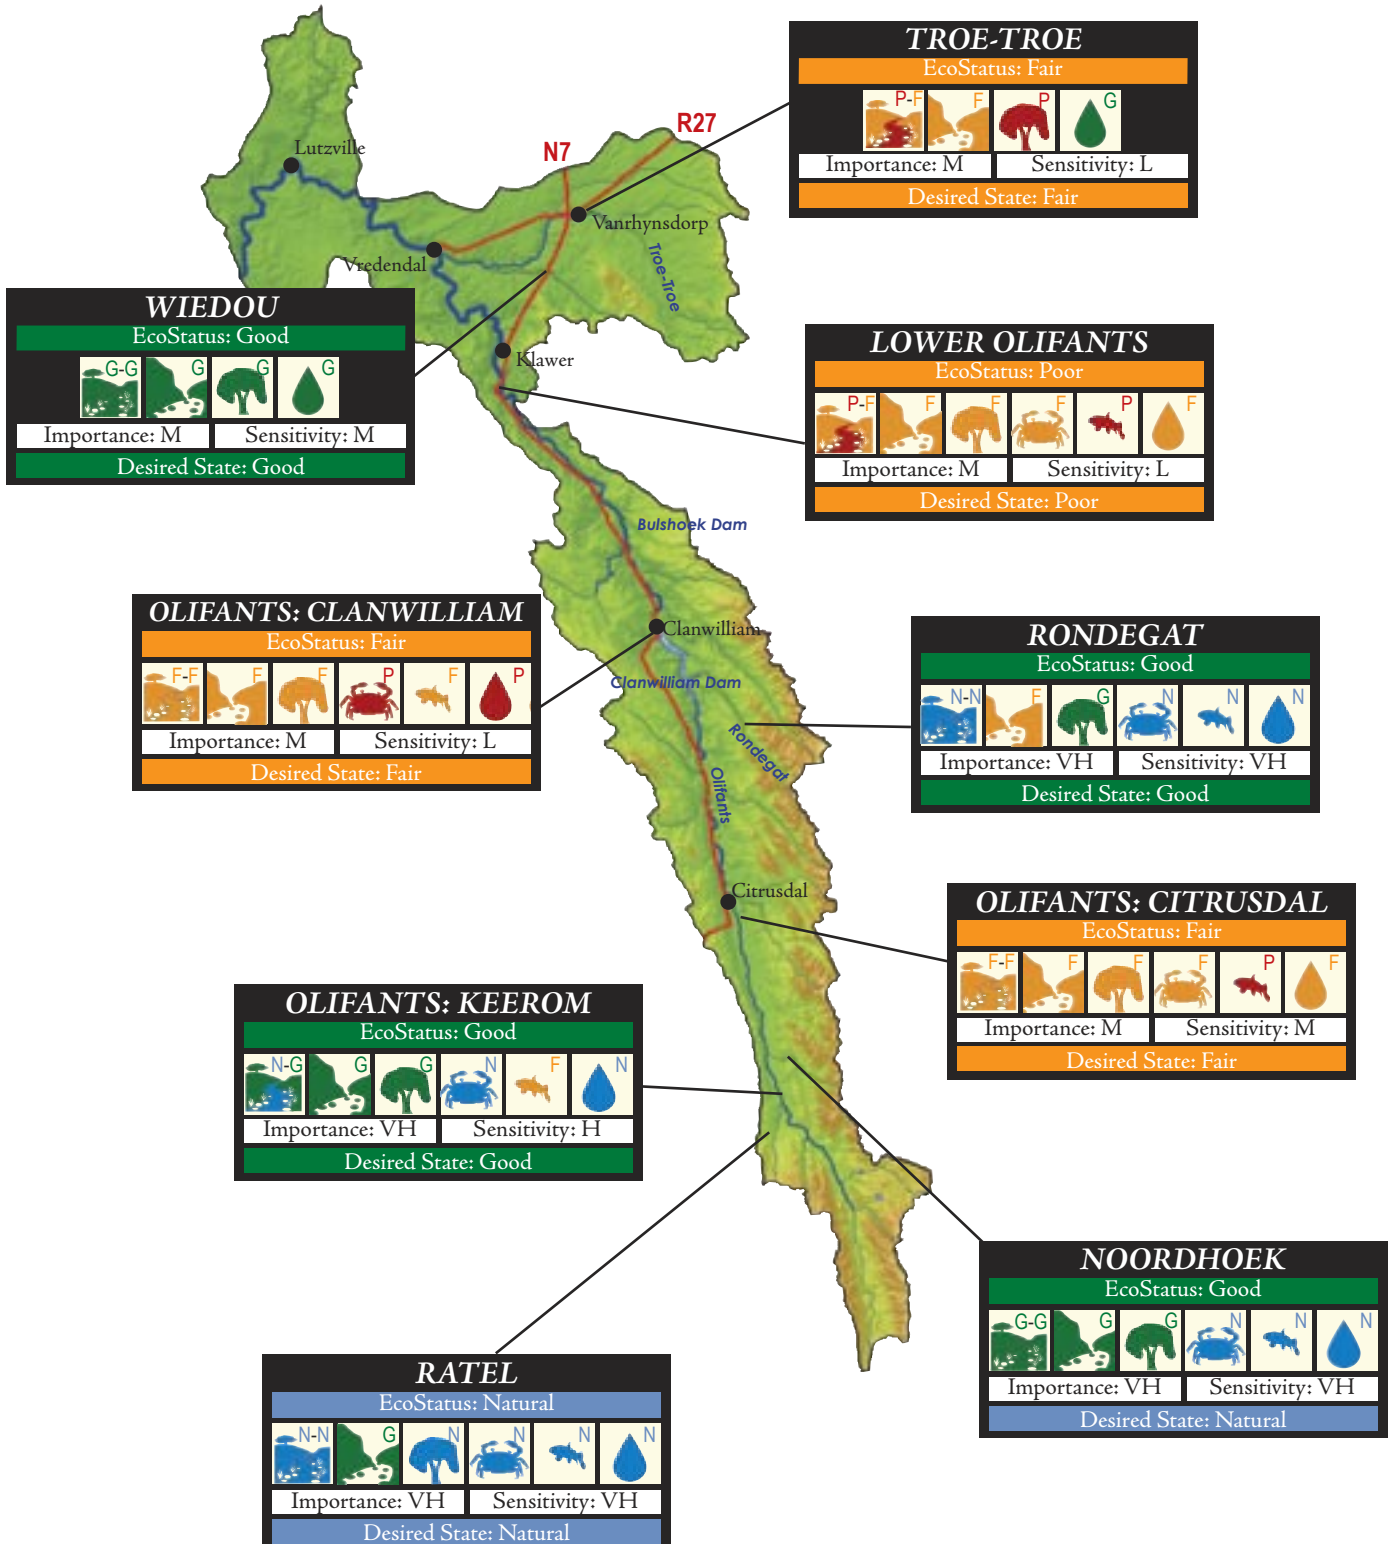 TROE-TROE
EcoStatus: Fair
P-F F P G
Importance: M Sensitivity: L
Desired State: Fair
R27
N7
Lutzville
Vanrhynsdorp
Vredendal
Troe-Troe
WIEDOU
EcoStatus: Good
G-G G G G
Importance: M Sensitivity: M
Desired State: Good
Klawer
LOWER OLIFANTS
EcoStatus: Poor
P-F F F F P F
Importance: M Sensitivity: L
Desired State: Poor
Bulshoek Dam
OLIFANTS: CLANWILLIAM
EcoStatus: Fair
F-F F F P F P
Importance: M Sensitivity: L
Desired State: Fair
Clanwilliam
Clanwilliam Dam
Rondegat
Olifants
RONDEGAT
EcoStatus: Good
N-N F G N N N
Importance: VH Sensitivity: VH
Desired State: Good
Citrusdal
OLIFANTS: CITRUSDAL
EcoStatus: Fair
F-F F F F P F
Importance: M Sensitivity: M
Desired State: Fair
OLIFANTS: KEEROM
EcoStatus: Good
N-G G G N F N
Importance: VH Sensitivity: H
Desired State: Good
NOORDHOEK
EcoStatus: Good
G-G G G N N N
Importance: VH Sensitivity: VH
Desired State: Natural
RATEL
EcoStatus: Natural
N-N G N N N N
Importance: VH Sensitivity: VH
Desired State: Natural